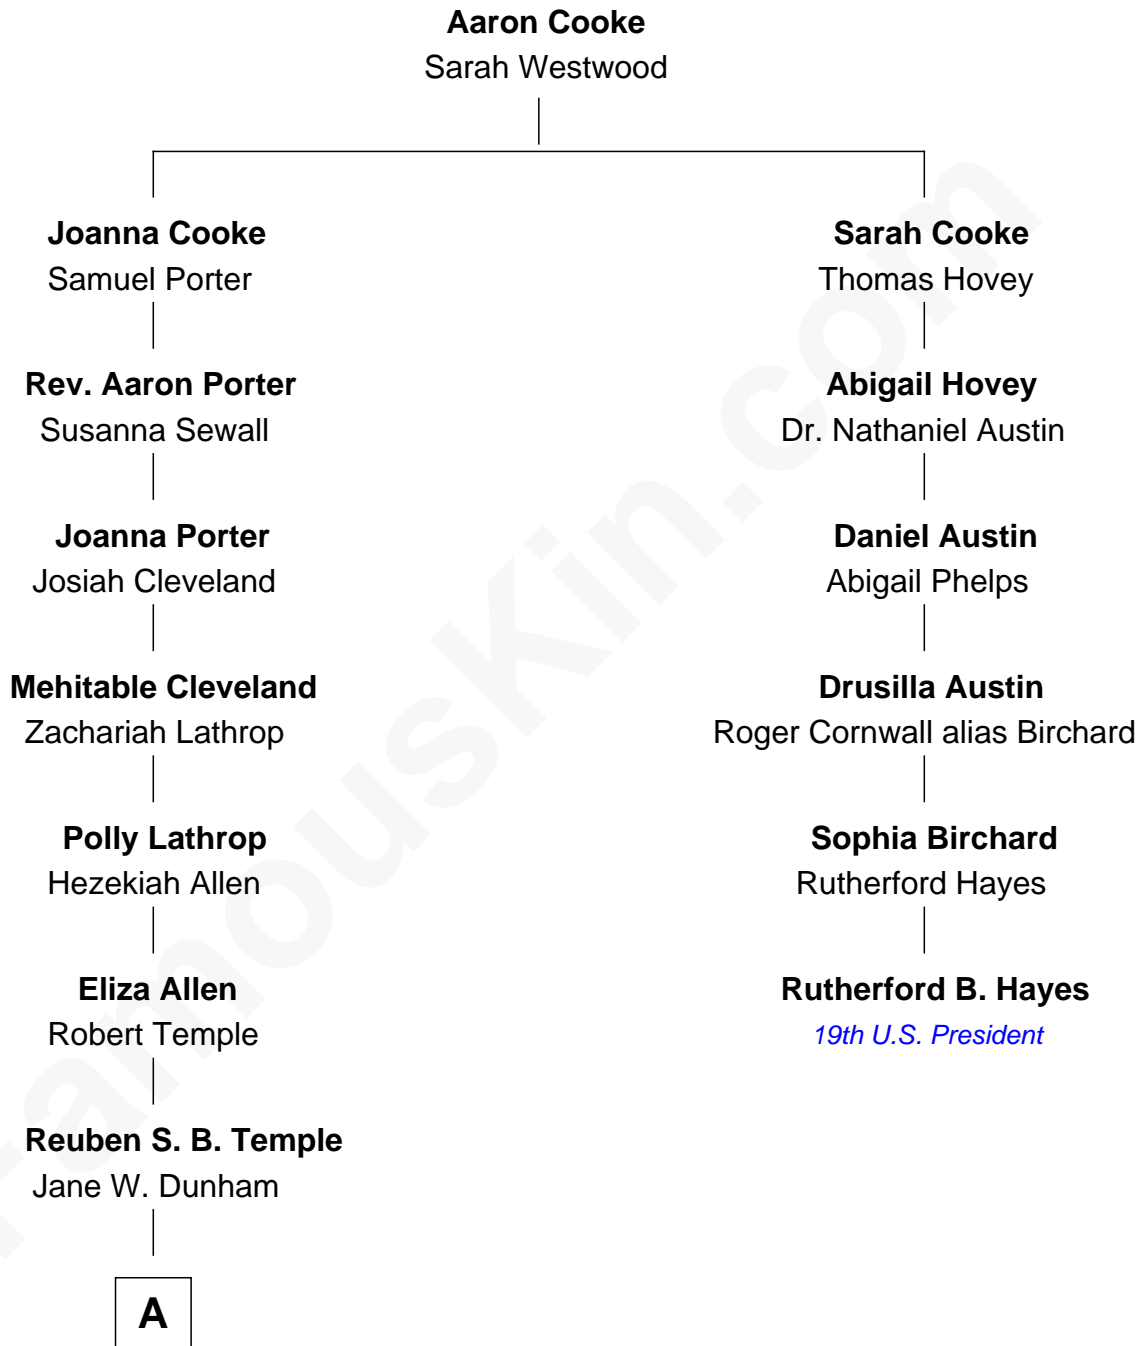 Aaron Cooke
Sarah Westwood
Joanna Cooke
Samuel Porter
Rev. Aaron Porter
Susanna Sewall
Joanna Porter
Josiah Cleveland
Mehitable Cleveland
Zachariah Lathrop
Polly Lathrop
Hezekiah Allen
Eliza Allen
Robert Temple
Reuben S. B. Temple
Jane W. Dunham
A
Sarah Cooke
Thomas Hovey
Abigail Hovey
Dr. Nathaniel Austin
Daniel Austin
Abigail Phelps
Drusilla Austin
Roger Cornwall alias Birchard
Sophia Birchard
Rutherford Hayes
Rutherford B. Hayes
19th U.S. President
FamousKin.com